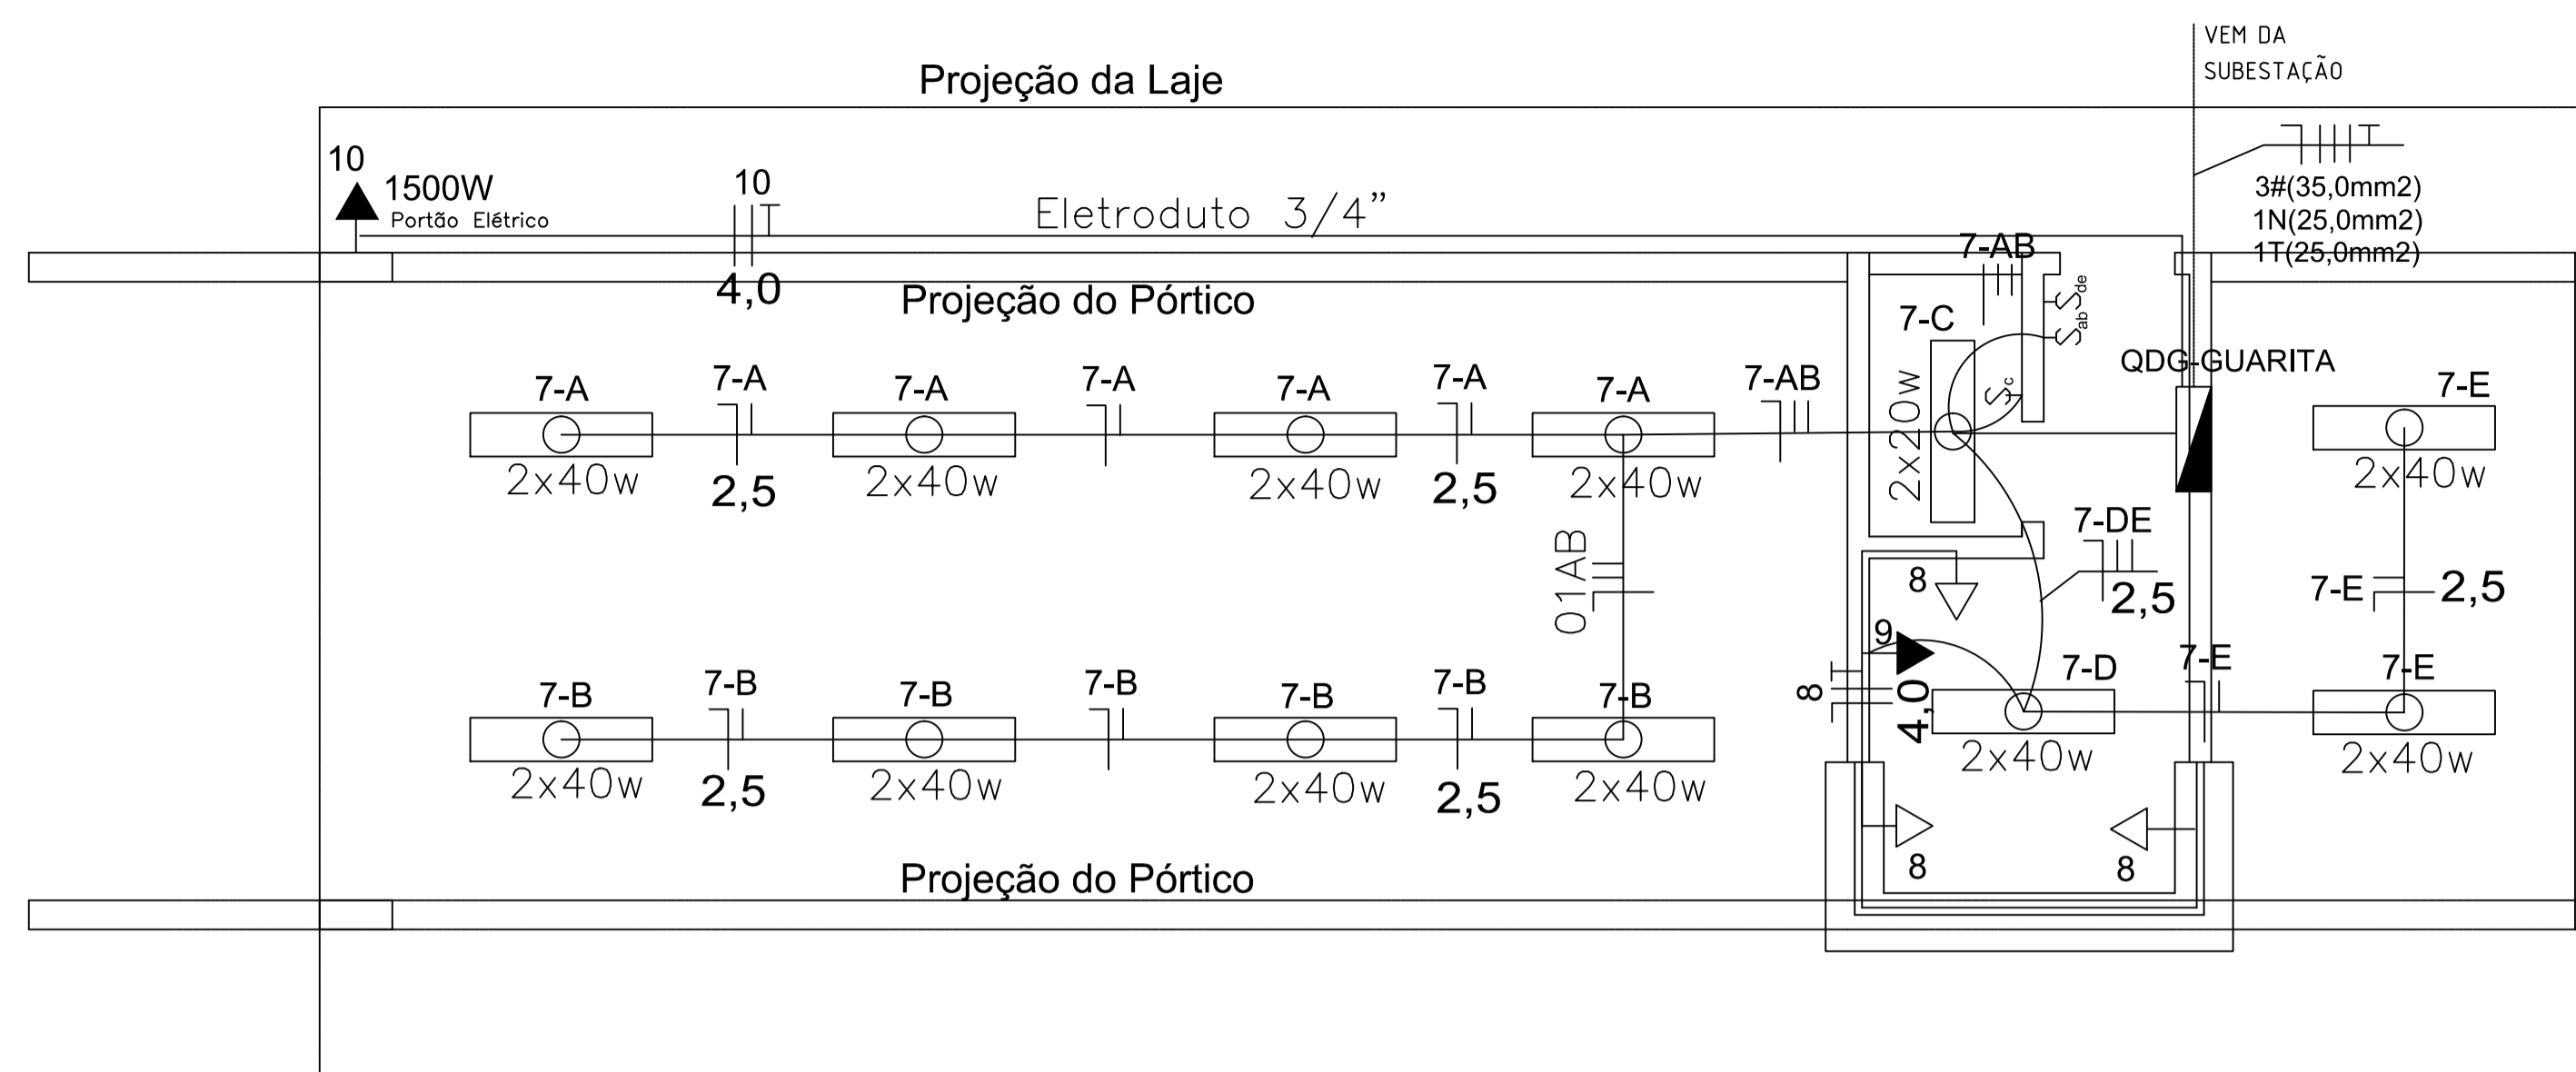 VEM DA
SUBESTAÇÃO
Projeção da Laje
3#(35,0mm2)
1N(25,0mm2)
1T(25,0mm2)
10
1500W
Portão Elétrico
10
4,0
Eletroduto 3/4”
Projeção do Pórtico
7-AB
Sde
Sab
7-C
2x20w
Sc
QDG-GUARITA
7-A
7-A
7-A
7-A
7-A
7-A
7-A
7-AB
7-E
2x40w
2,5
2x40w
2x40w
2,5
2x40w
2x40w
01AB
7-DE
2,5
8
9
7-E
2,5
8
4,0
7-D
7-E
7-E
7-B
7-B
7-B
7-B
7-B
7-B
7-B
2x40w
2,5
2x40w
2x40w
2,5
2x40w
2x40w
2x40w
8
8
Projeção do Pórtico